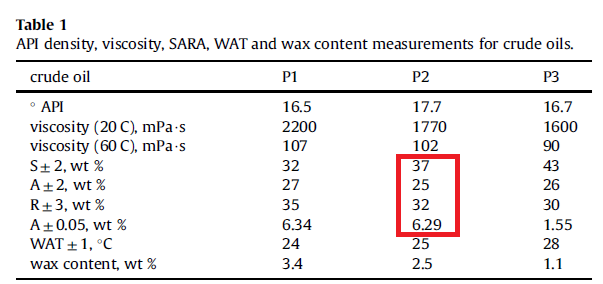 Table 1
API density, viscosity, SARA, WAT and wax content measurements for crude oils.
crude oil P1 P2 P3
° API 16.5 17.7 16.7
viscosity (20 C), mPa·s 2200 1770 1600
viscosity (60 C), mPa·s 107 102 90
S ± 2, wt % 32 37 43
A ± 2, wt % 27 25 26
R ± 3, wt % 35 32 30
A ± 0.05, wt % 6.34 6.29 1.55
WAT ± 1, °C 24 25 28
wax content, wt % 3.4 2.5 1.1